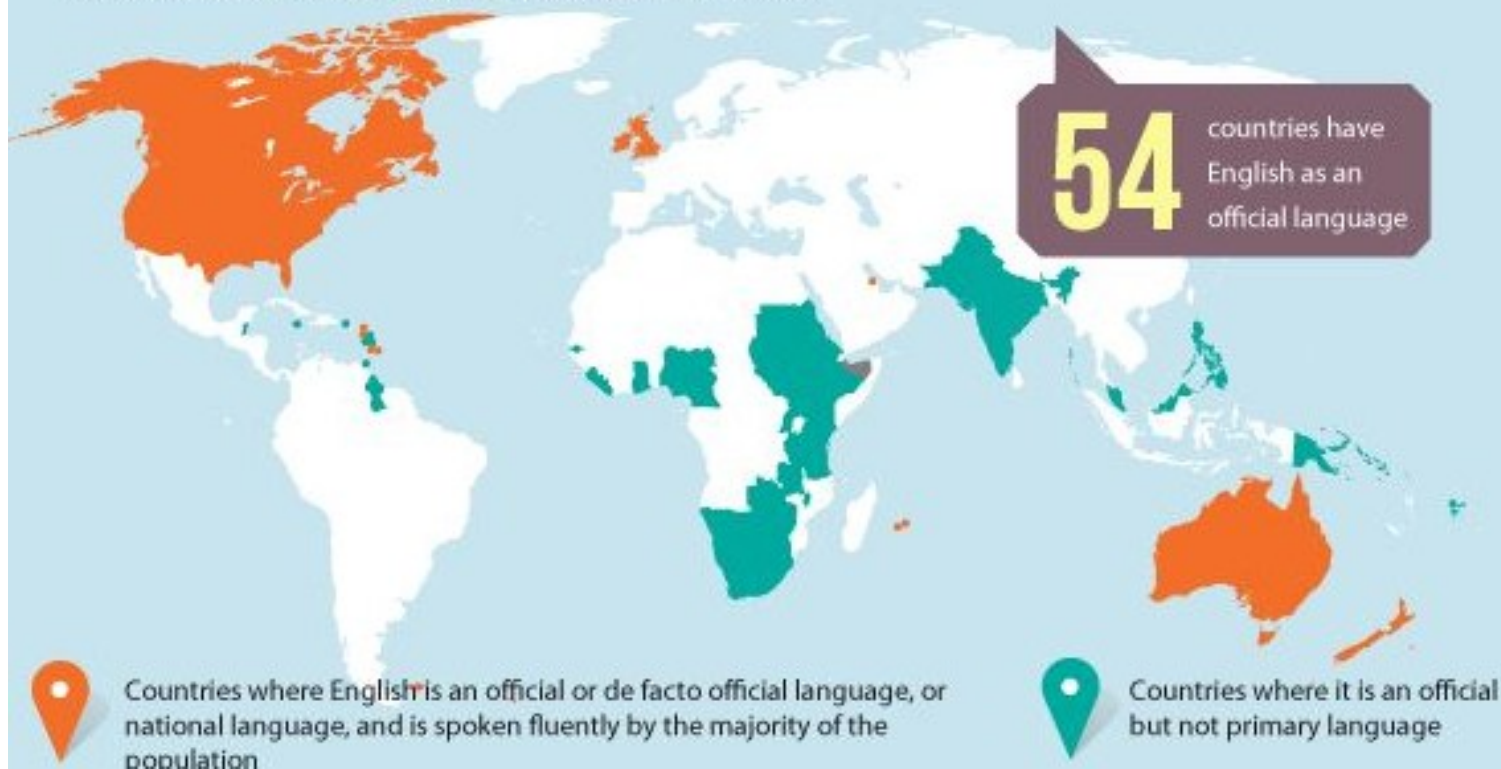 54
countries have
English as an
official language
Countries where English is an official or de facto official language, or
national language, and is spoken fluently by the majority of the
population
Countries where it is an official
but not primary language